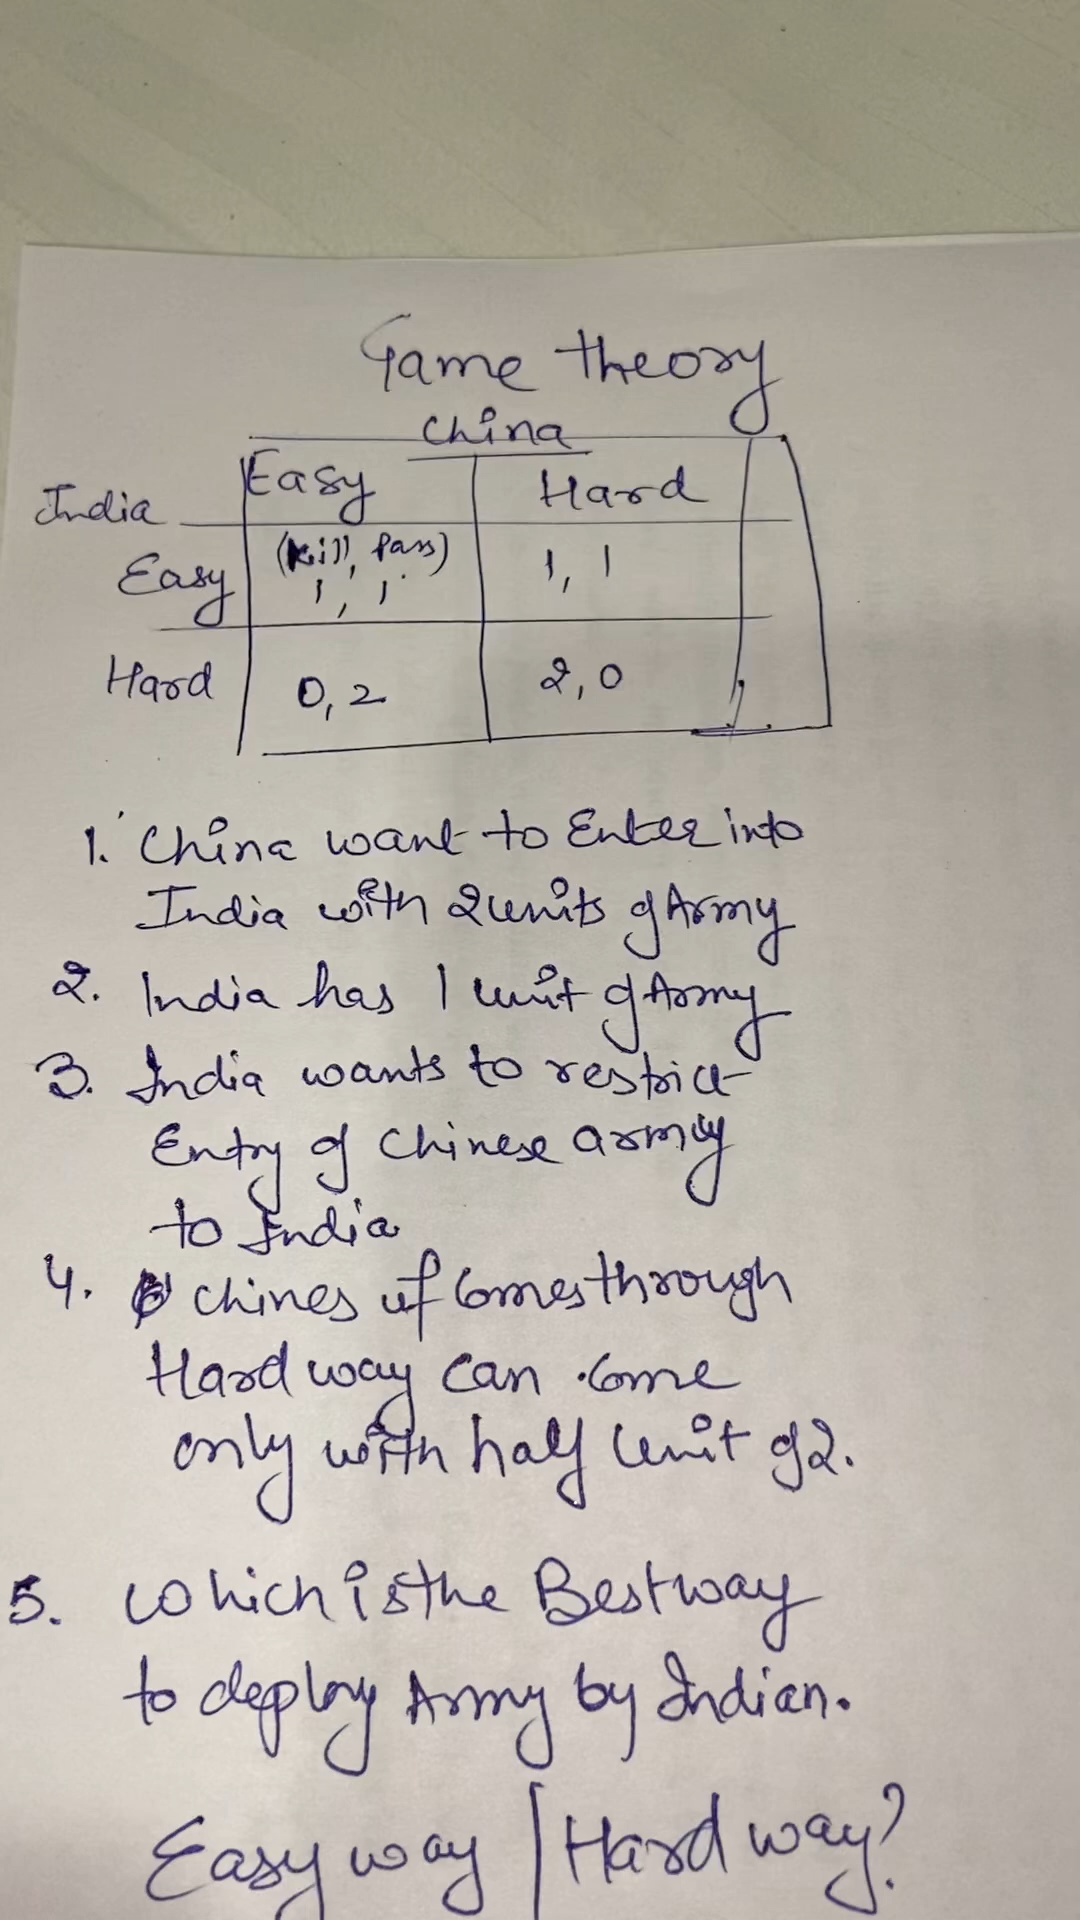 Game theory
China
India Easy Hard
Easy (Kill, Pass) 1, 1
1, 1
Hard 0, 2 2, 0
1. China want to Enter into
India with 2 units of Army
2. India has 1 unit of Army
3. India wants to restrict
Entry of Chinese army
to India
4. Chines if Comes through
Hard way can come
only with half unit of 2.
5. Which is the Best way
to deploy Army by Indian.
Easy way | Hard way?